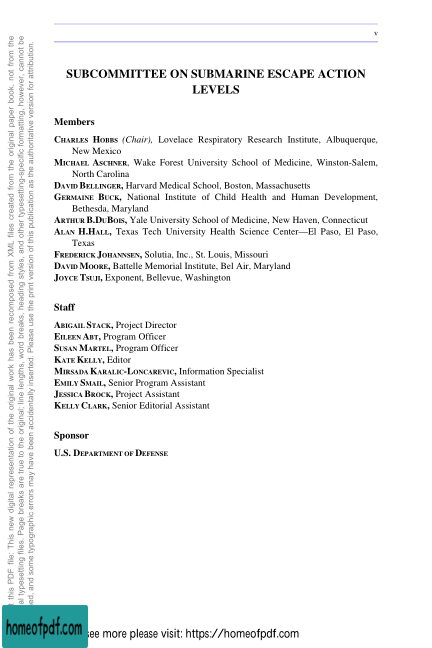 v
SUBCOMMITTEE ON SUBMARINE ESCAPE ACTION
LEVELS
Members
CHARLES HOBBS (Chair), Lovelace Respiratory Research Institute, Albuquerque,
New Mexico
MICHAEL ASCHNER, Wake Forest University School of Medicine, Winston-Salem,
North Carolina
DAVID BELLINGER, Harvard Medical School, Boston, Massachusetts
GERMAINE BUCK, National Institute of Child Health and Human Development,
Bethesda, Maryland
ARTHUR B.DUBOIS, Yale University School of Medicine, New Haven, Connecticut
ALAN H.HALL, Texas Tech University Health Science Center—El Paso, El Paso,
Texas
FREDERICK JOHANNSEN, Solutia, Inc., St. Louis, Missouri
DAVID MOORE, Battelle Memorial Institute, Bel Air, Maryland
JOYCE TSUJI, Exponent, Bellevue, Washington
Staff
ABIGAIL STACK, Project Director
EILEEN ABT, Program Officer
SUSAN MARTEL, Program Officer
KATE KELLY, Editor
MIRSADA KARALIC-LONCAREVIC, Information Specialist
EMILY SMAIL, Senior Program Assistant
JESSICA BROCK, Project Assistant
KELLY CLARK, Senior Editorial Assistant
Sponsor
U.S. DEPARTMENT OF DEFENSE
t this PDF file: This new digital representation of the original work has been recomposed from XML files created from the original paper book, not from the
al typesetting files. Page breaks are true to the original; line lengths, word breaks, heading styles, and other typesetting-specific formatting, however, cannot be
ed, and some typographic errors may have been accidentally inserted. Please use the print version of this publication as the authoritative version for attribution.
homeofpdf.com
see more please visit: https://homeofpdf.com